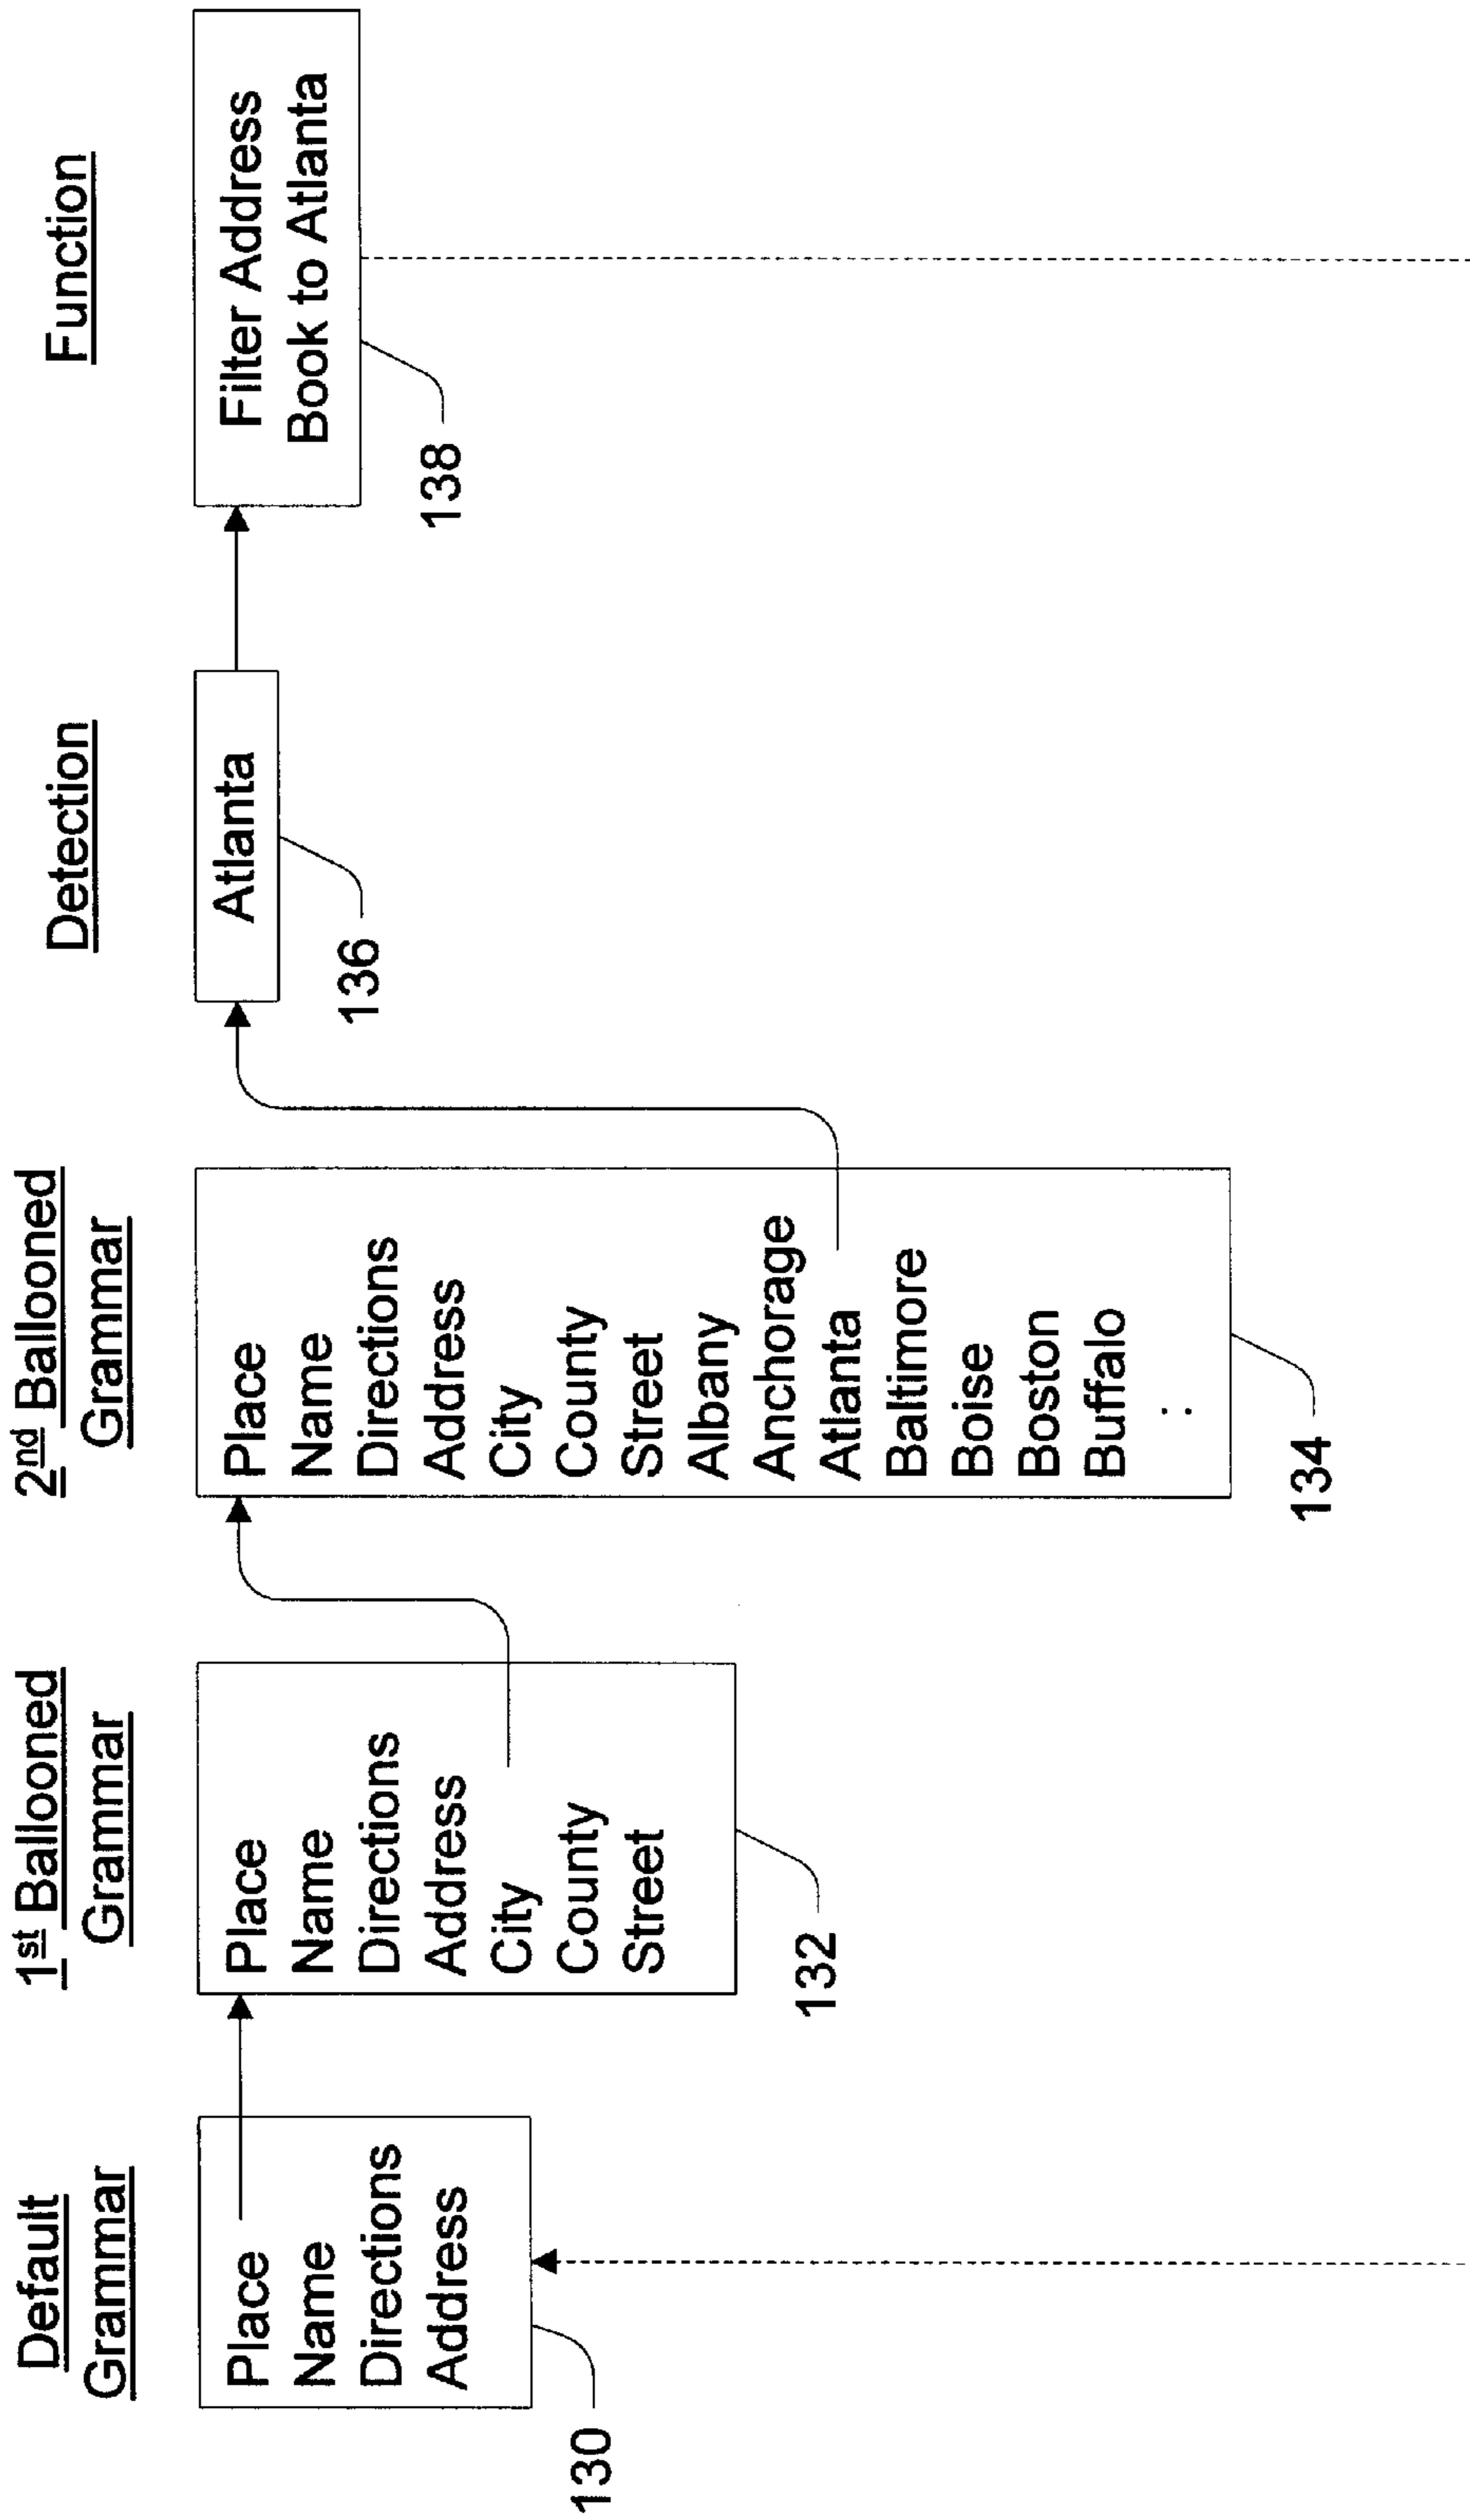 Default
Grammar
Place
Name
Directions
Address
130
1st Ballooned
Grammar
Place
Name
Directions
Address
City
County
Street
132
2nd Ballooned
Grammar
Place
Name
Directions
Address
City
County
Street
Albany
Anchorage
Atlanta
Baltimore
Boise
Boston
Buffalo
:
134
Detection
Atlanta
136
Function
Filter Address
Book to Atlanta
138